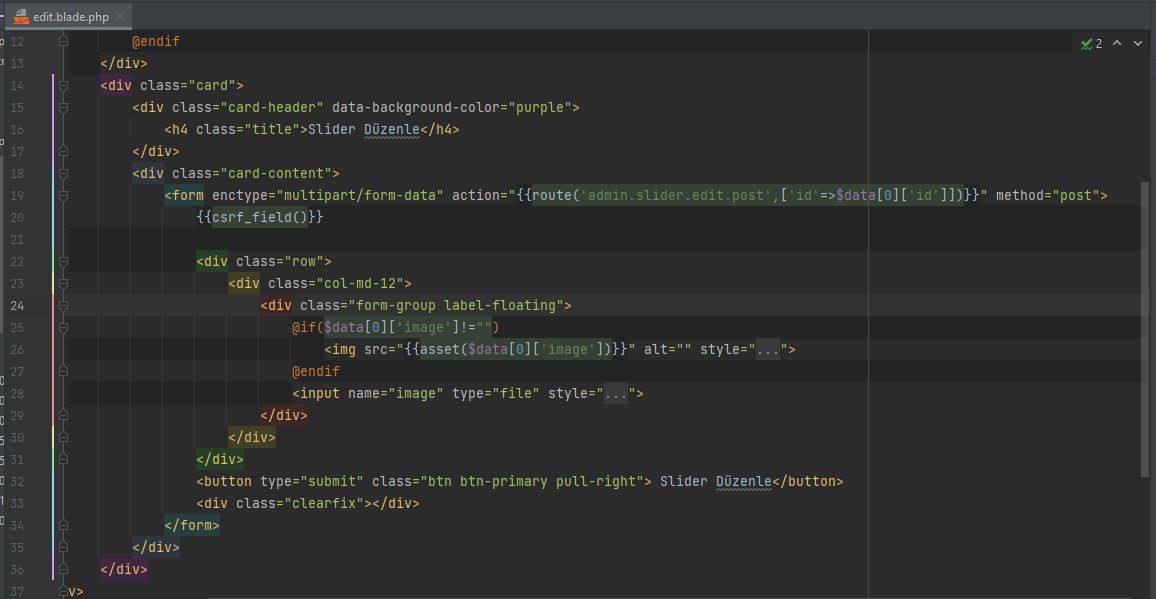 edit.blade.php
2
12 @endif
13 </div>
14 <div class="card">
15 <div class="card-header" data-background-color="purple">
16 <h4 class="title">Slider Düzenle</h4>
17 </div>
18 <div class="card-content">
19 <form enctype="multipart/form-data" action="{{route('admin.slider.edit.post',['id'=>$data[0]['id']])}}" method="post">
20 {{csrf_field()}}
21
22 <div class="row">
23 <div class="col-md-12">
24 <div class="form-group label-floating">
25 @if($data[0]['image']!="")
26 <img src="{{asset($data[0]['image'])}}" alt="" style="...">
27 @endif
28 <input name="image" type="file" style="...">
29 </div>
30 </div>
31 </div>
32 <button type="submit" class="btn btn-primary pull-right"> Slider Düzenle</button>
33 <div class="clearfix"></div>
34 </form>
35 </div>
36 </div>
37 v>